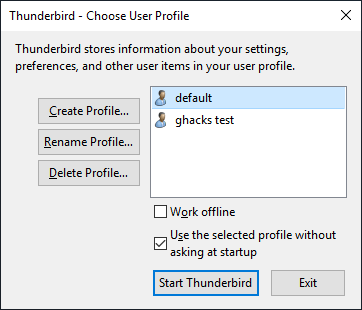 Thunderbird - Choose User Profile
Thunderbird stores information about your settings,
preferences, and other user items in your user profile.
Create Profile...
Rename Profile...
Delete Profile...
default
ghacks test
Work offline
Use the selected profile without
asking at startup
Start Thunderbird
Exit